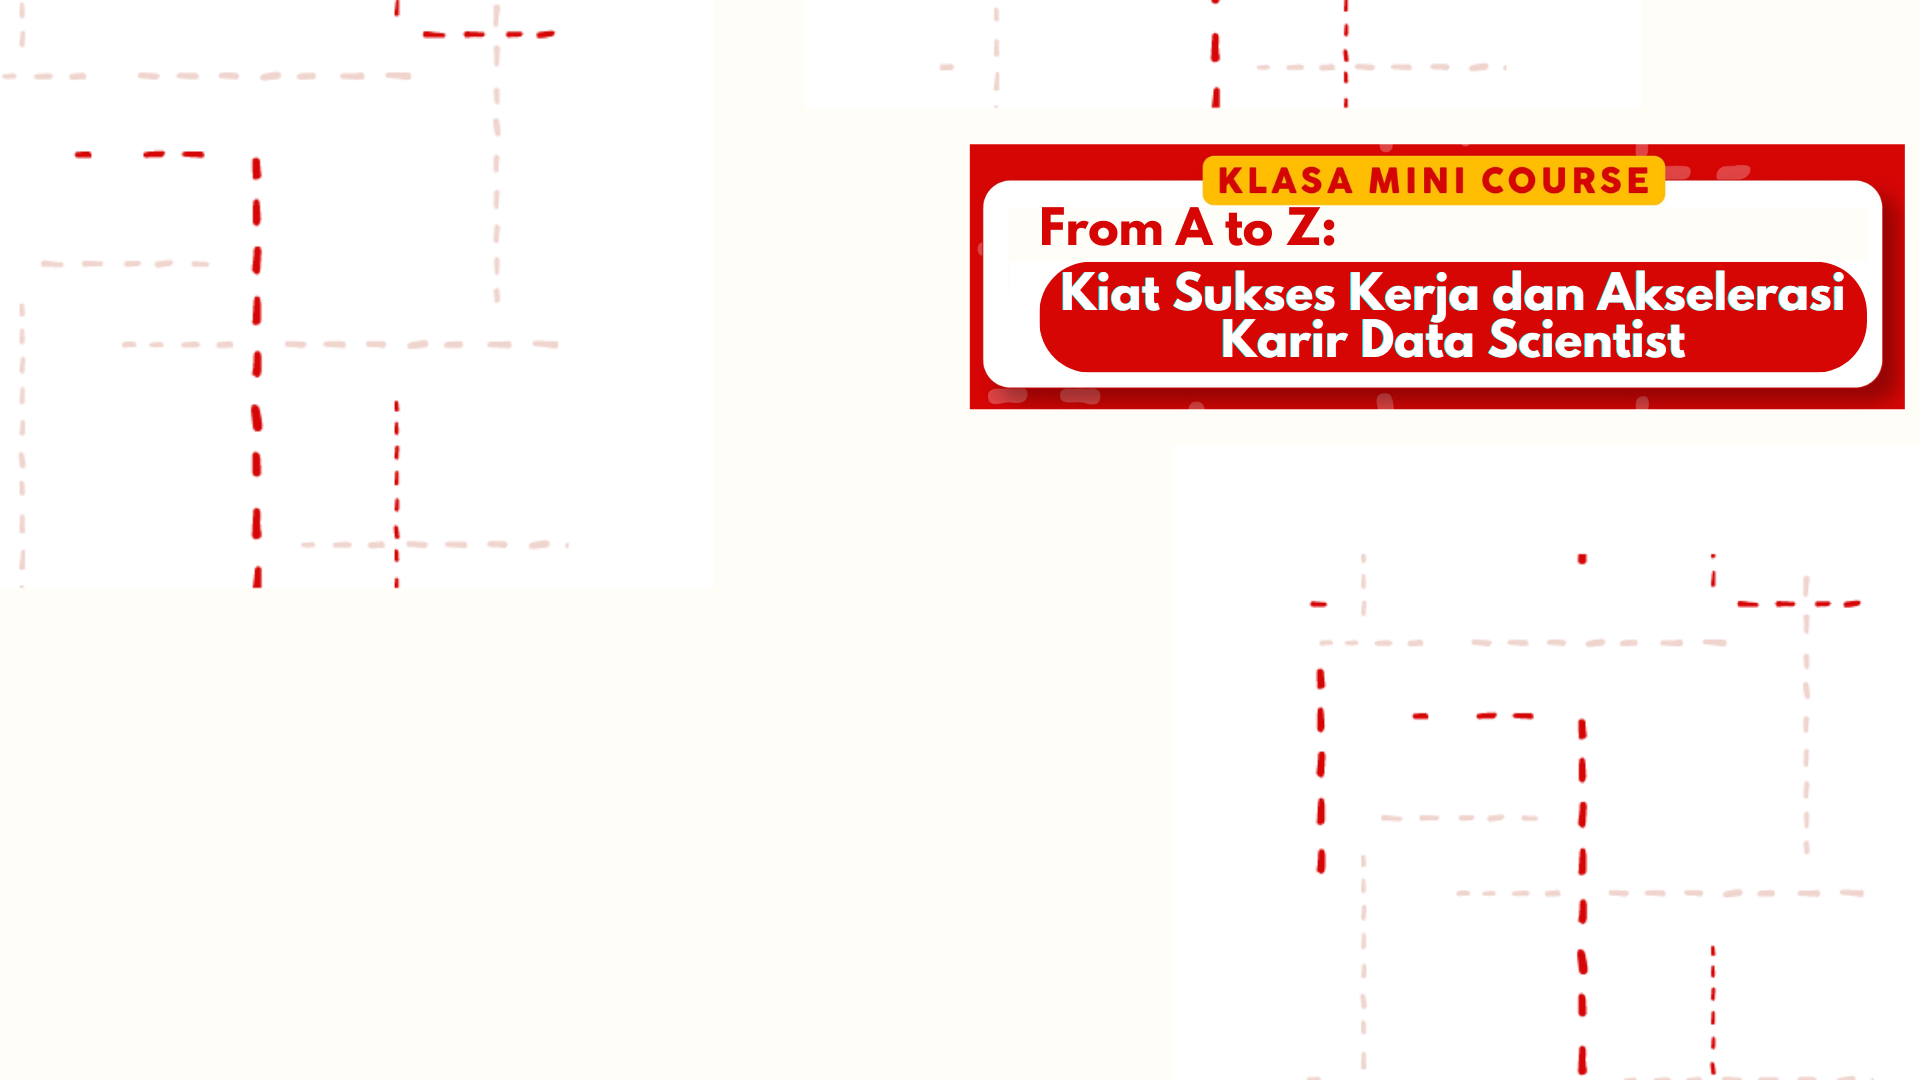 KLASA MINI COURSE
From A to Z:
Kiat Sukses Kerja dan Akselerasi
Karir Data Scientist